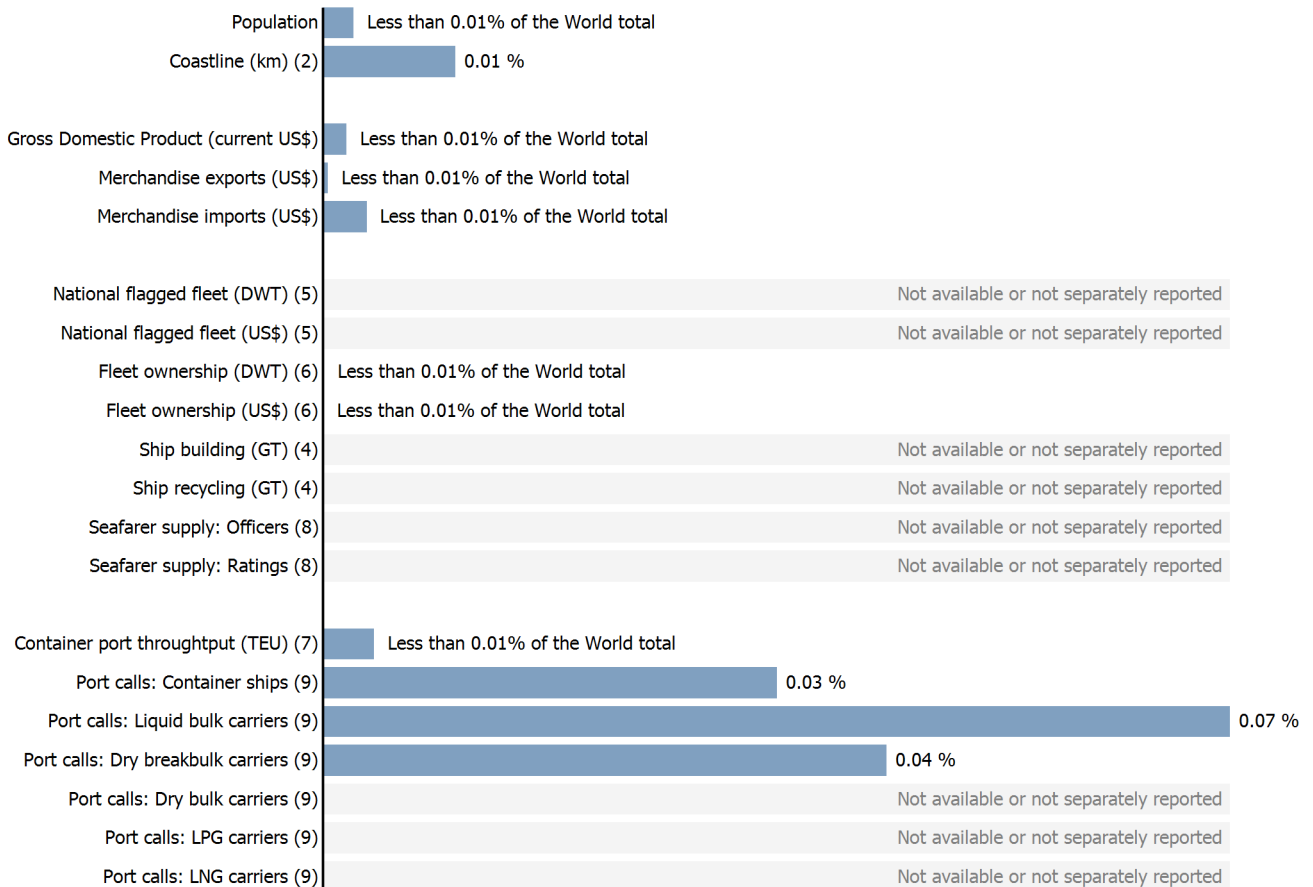 Population Less than 0.01% of the World total
Coastline (km) (2) 0.01 %
Gross Domestic Product (current US$) Less than 0.01% of the World total
Merchandise exports (US$) Less than 0.01% of the World total
Merchandise imports (US$) Less than 0.01% of the World total
National flagged fleet (DWT) (5) Not available or not separately reported
National flagged fleet (US$) (5) Not available or not separately reported
Fleet ownership (DWT) (6) Less than 0.01% of the World total
Fleet ownership (US$) (6) Less than 0.01% of the World total
Ship building (GT) (4) Not available or not separately reported
Ship recycling (GT) (4) Not available or not separately reported
Seafarer supply: Officers (8) Not available or not separately reported
Seafarer supply: Ratings (8) Not available or not separately reported
Container port throughtput (TEU) (7) Less than 0.01% of the World total
Port calls: Container ships (9) 0.03 %
Port calls: Liquid bulk carriers (9) 0.07 %
Port calls: Dry breakbulk carriers (9) 0.04 %
Port calls: Dry bulk carriers (9) Not available or not separately reported
Port calls: LPG carriers (9) Not available or not separately reported
Port calls: LNG carriers (9) Not available or not separately reported